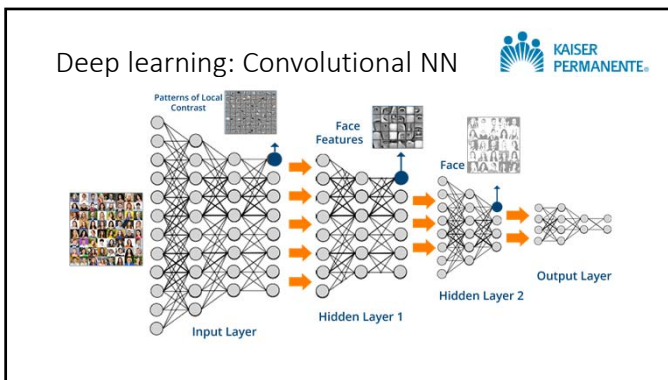 Deep learning: Convolutional NN
KAISER
PERMANENTE®
Patterns of Local
Contrast
Face
Features
Face
Input Layer
Hidden Layer 1
Hidden Layer 2
Output Layer